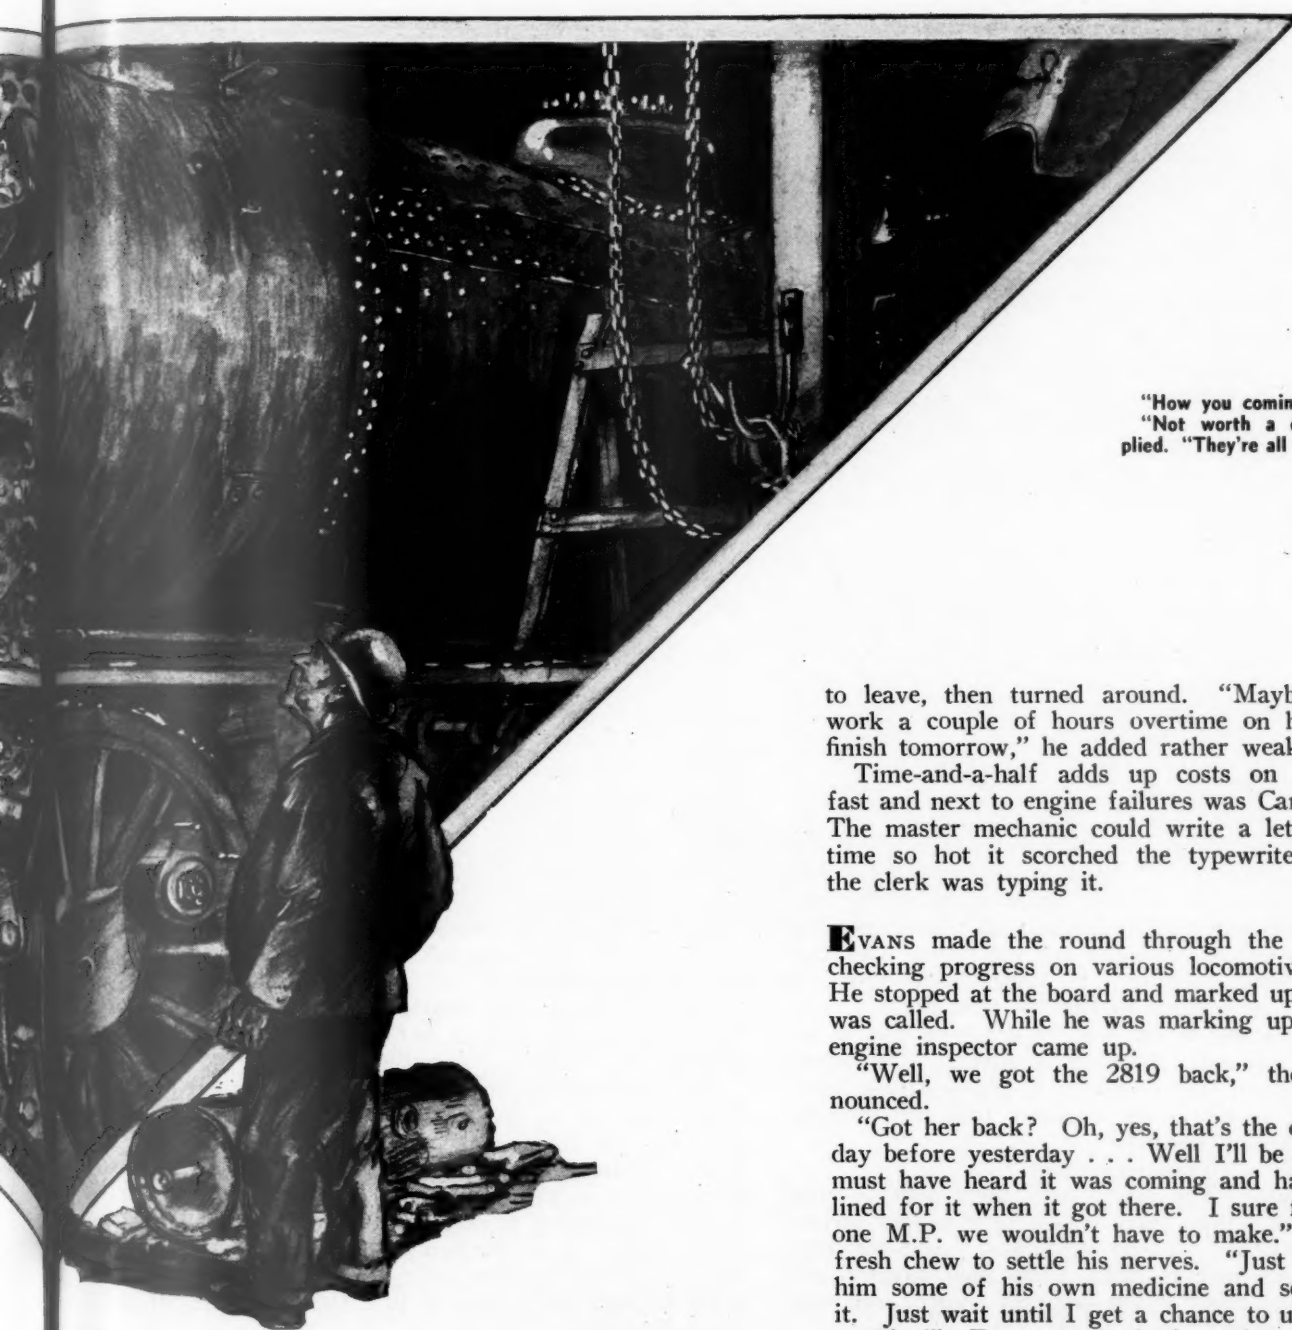 "How you comin
"Not worth a
plied. "They're all
to leave, then turned around. "Mayb
work a couple of hours overtime on
finish tomorrow," he added rather weak
Time-and-a-half adds up costs on
fast and next to engine failures was Car
The master mechanic could write a let
time so hot it scorched the typewrite
the clerk was typing it.
EVANS made the round through the
checking progress on various locomotiv
He stopped at the board and marked up
was called. While he was marking up
engine inspector came up.
"Well, we got the 2819 back," the
nounced.
"Got her back? Oh, yes, that's the
day before yesterday . . . Well I'll be
must have heard it was coming and ha
lined for it when it got there. I sure
one M.P. we wouldn't have to make."
fresh chew to settle his nerves. "Just
him some of his own medicine and s
it. Just wait until I get a chance to u